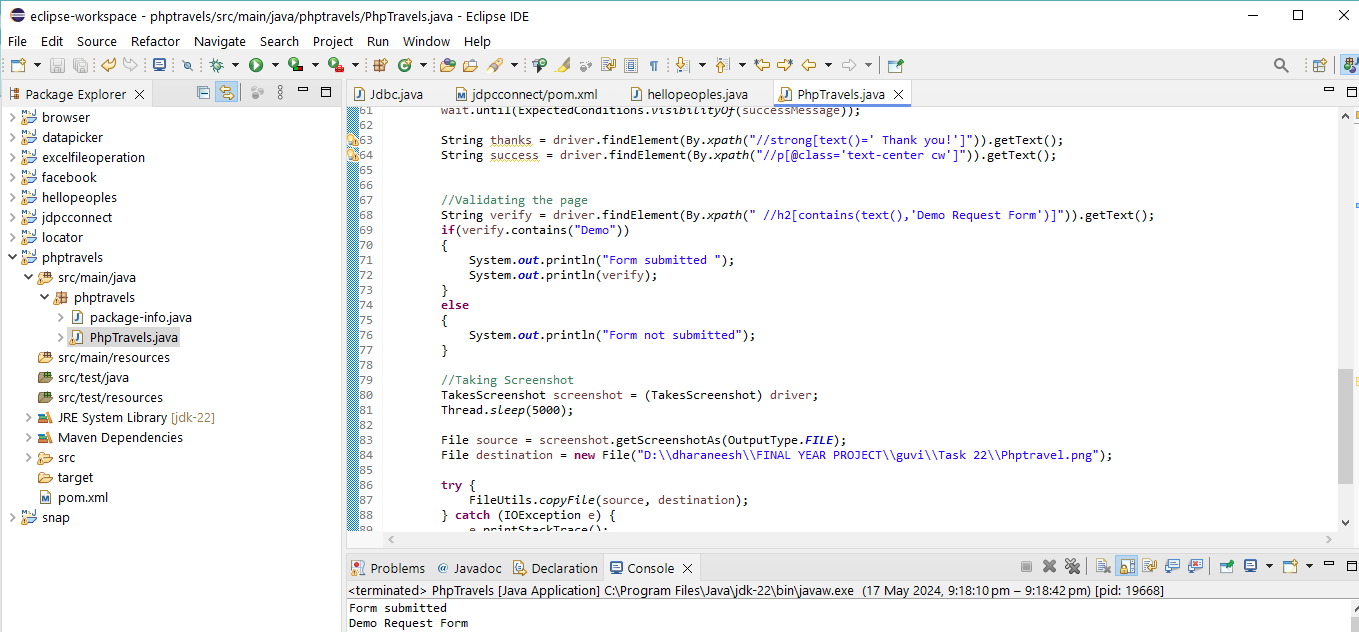 eclipse-workspace - phptravels/src/main/java/phptravels/PhpTravels.java - Eclipse IDE
File Edit Source Refactor Navigate Search Project Run Window Help
Package Explorer
browser
datapicker
excelfileoperation
facebook
hellopeoples
jdpcconnect
locator
phptravels
src/main/java
phptravels
package-info.java
PhpTravels.java
src/main/resources
src/test/java
src/test/resources
JRE System Library [jdk-22]
Maven Dependencies
src
target
pom.xml
snap
Jdbc.java jdpcconnect/pom.xml hellopeoples.java PhpTravels.java
61 wait.until(ExpectedConditions.visibilityOf(successMessage));
62
63 String thanks = driver.findElement(By.xpath("//strong[text()=' Thank you!']")).getText();
64 String success = driver.findElement(By.xpath("//p[@class='text-center cw']")).getText();
65
66
67 //Validating the page
68 String verify = driver.findElement(By.xpath(" //h2[contains(text(),'Demo Request Form')]")).getText();
69 if(verify.contains("Demo"))
70 {
71 System.out.println("Form submitted ");
72 System.out.println(verify);
73 }
74 else
75 {
76 System.out.println("Form not submitted");
77 }
78
79 //Taking Screenshot
80 TakesScreenshot screenshot = (TakesScreenshot) driver;
81 Thread.sleep(5000);
82
83 File source = screenshot.getScreenshotAs(OutputType.FILE);
84 File destination = new File("D:\\dharaneesh\\FINAL YEAR PROJECT\\guvi\\Task 22\\Phptravel.png");
85
86 try {
87 FileUtils.copyFile(source, destination);
88 } catch (IOException e) {
89 e.printStackTrace();
Problems Javadoc Declaration Console
<terminated> PhpTravels [Java Application] C:\Program Files\Java\jdk-22\bin\javaw.exe (17 May 2024, 9:18:10 pm – 9:18:42 pm) [pid: 19668]
Form submitted
Demo Request Form